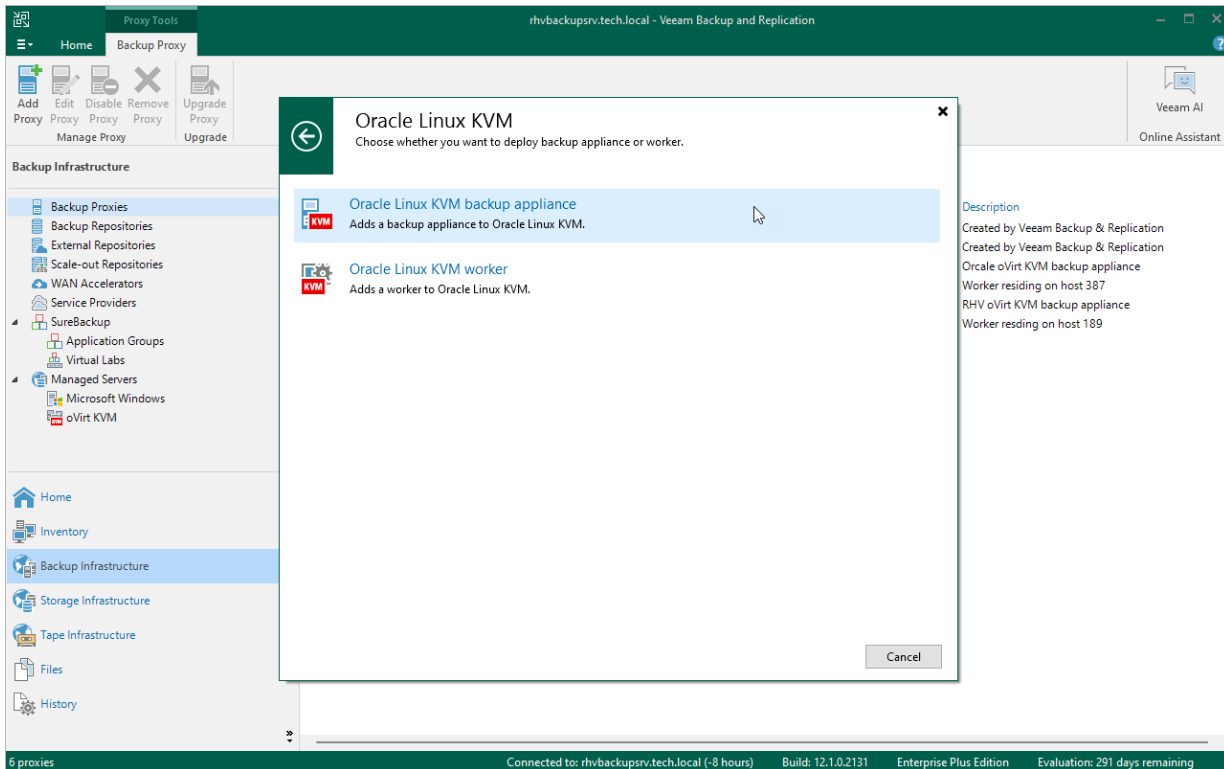 Proxy Tools
rhvbackupsrv.tech.local - Veeam Backup and Replication
Home Backup Proxy
Add Proxy
Edit Proxy
Disable Proxy
Remove Proxy
Upgrade Proxy
Manage Proxy
Upgrade
Veeam AI
Online Assistant
Backup Infrastructure
Backup Proxies
Backup Repositories
External Repositories
Scale-out Repositories
WAN Accelerators
Service Providers
SureBackup
Application Groups
Virtual Labs
Managed Servers
Microsoft Windows
oVirt KVM
Home
Inventory
Backup Infrastructure
Storage Infrastructure
Tape Infrastructure
Files
History
Oracle Linux KVM
Choose whether you want to deploy backup appliance or worker.
KVM
Oracle Linux KVM backup appliance
Adds a backup appliance to Oracle Linux KVM.
KVM
Oracle Linux KVM worker
Adds a worker to Oracle Linux KVM.
Cancel
Description
Created by Veeam Backup & Replication
Created by Veeam Backup & Replication
Orcale oVirt KVM backup appliance
Worker residing on host 387
RHV oVirt KVM backup appliance
Worker resding on host 189
6 proxies
Connected to: rhvbackupsrv.tech.local (-8 hours)
Build: 12.1.0.2131
Enterprise Plus Edition
Evaluation: 291 days remaining